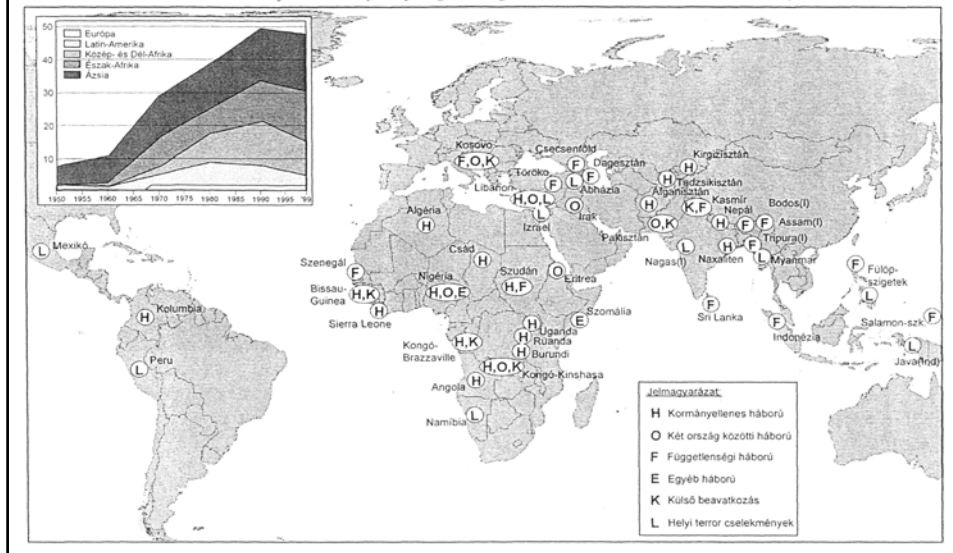 50
40
30
20
10
Európa
Latin-Amerika
Közép- és Dél-Afrika
Észak-Afrika
Ázsia
1950 1955 1960 1965 1970 1975 1980 1985 1990 1995 '99
Kosovo
F,O,K
Csecsenföld
F
Dagesztán
F
Kirgizisztán
H
Töröko.
F
L
Abházia
H
Tadzsikisztán
Libanon
H,O,L
Afganisztán
H
Kasmír
K,F
L
Izrael
O
Irak
Pakisztán
O,K
Nepál
H
Bodos(I)
F
F
Assam(I)
Algéria
H
Mexikó
L
Nagas(I)
L
Naxaliten
H
F
Tripura(I)
L
Myanmar
Csád
H
Szenegál
F
Nigéria
H,O,E
Szudán
H,F
O
Eritrea
F
Fülöp-
szigetek
L
Bissau-
Guinea
H,K
Sierra Leone
H
Kolumbia
H
Szomália
E
Sri Lanka
F
Salamon-szk.
F
Indonézia
F
Kongó-
Brazzaville
H,K
H
Uganda
H
Ruanda
H
Burundi
Java(Ind)
L
Peru
L
H,O,K
Kongó-Kinshasa
Angola
H
Namíbia
L
Jelmagyarázat:
H Kormányellenes háború
O Két ország közötti háború
F Függetlenségi háború
E Egyéb háború
K Külső beavatkozás
L Helyi terror cselekmények